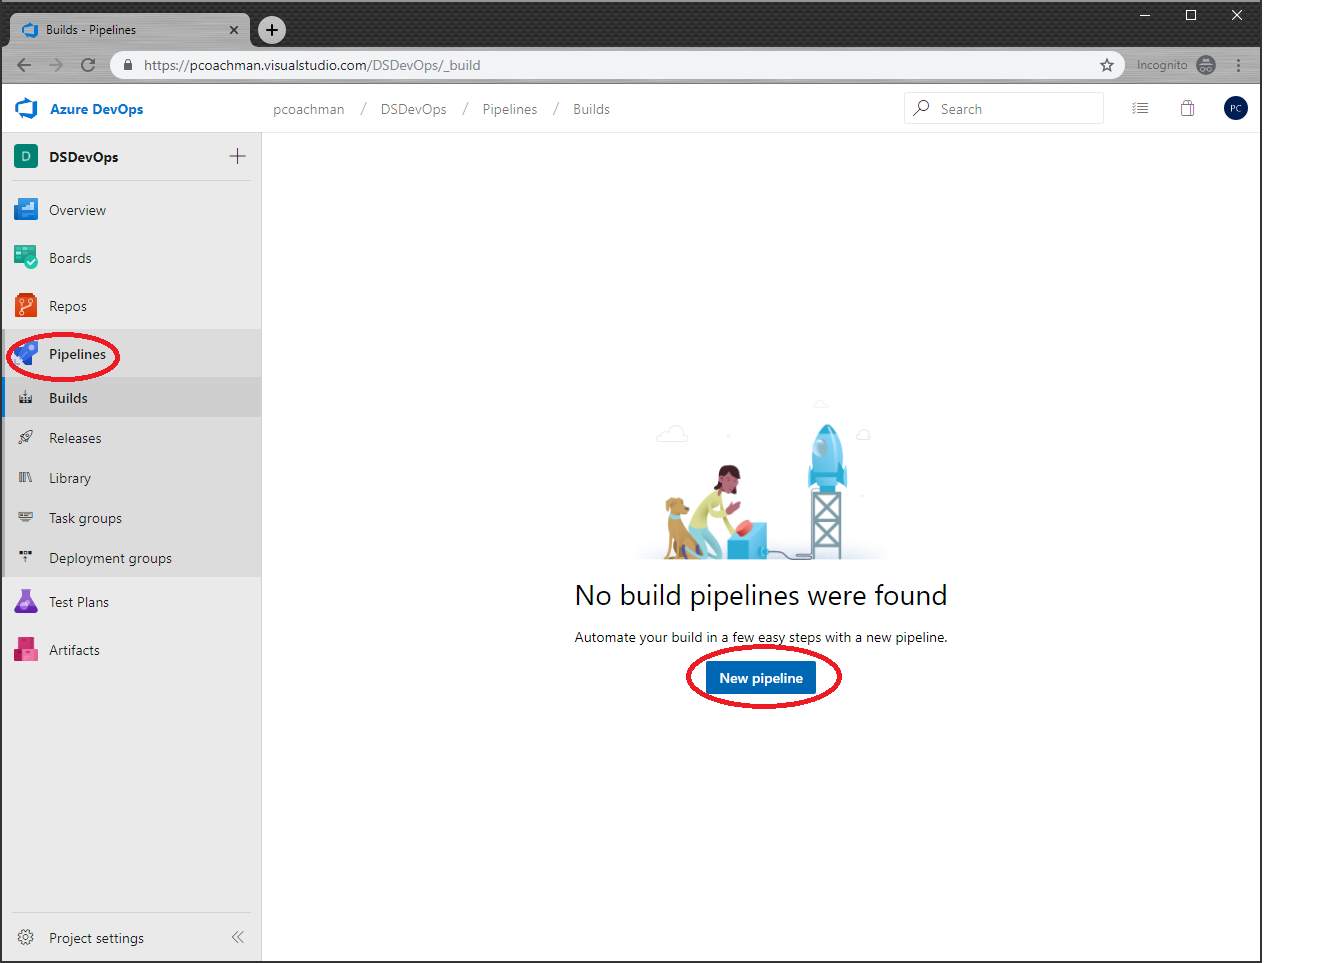 Builds - Pipelines
https://pcoachman.visualstudio.com/DSDevOps/_build
Incognito
Azure DevOps
pcoachman / DSDevOps / Pipelines / Builds
Search
PC
D DSDevOps
Overview
Boards
Repos
Pipelines
Builds
Releases
Library
Task groups
Deployment groups
Test Plans
Artifacts
No build pipelines were found
Automate your build in a few easy steps with a new pipeline.
New pipeline
Project settings